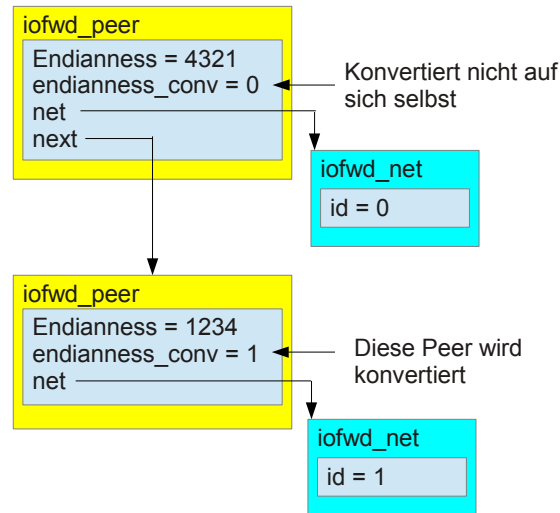 iofwd_peer
Endianness = 4321
endianness_conv = 0
net
next
Konvertiert nicht auf
sich selbst
iofwd_net
id = 0
iofwd_peer
Endianness = 1234
endianness_conv = 1
net
Diese Peer wird
konvertiert
iofwd_net
id = 1